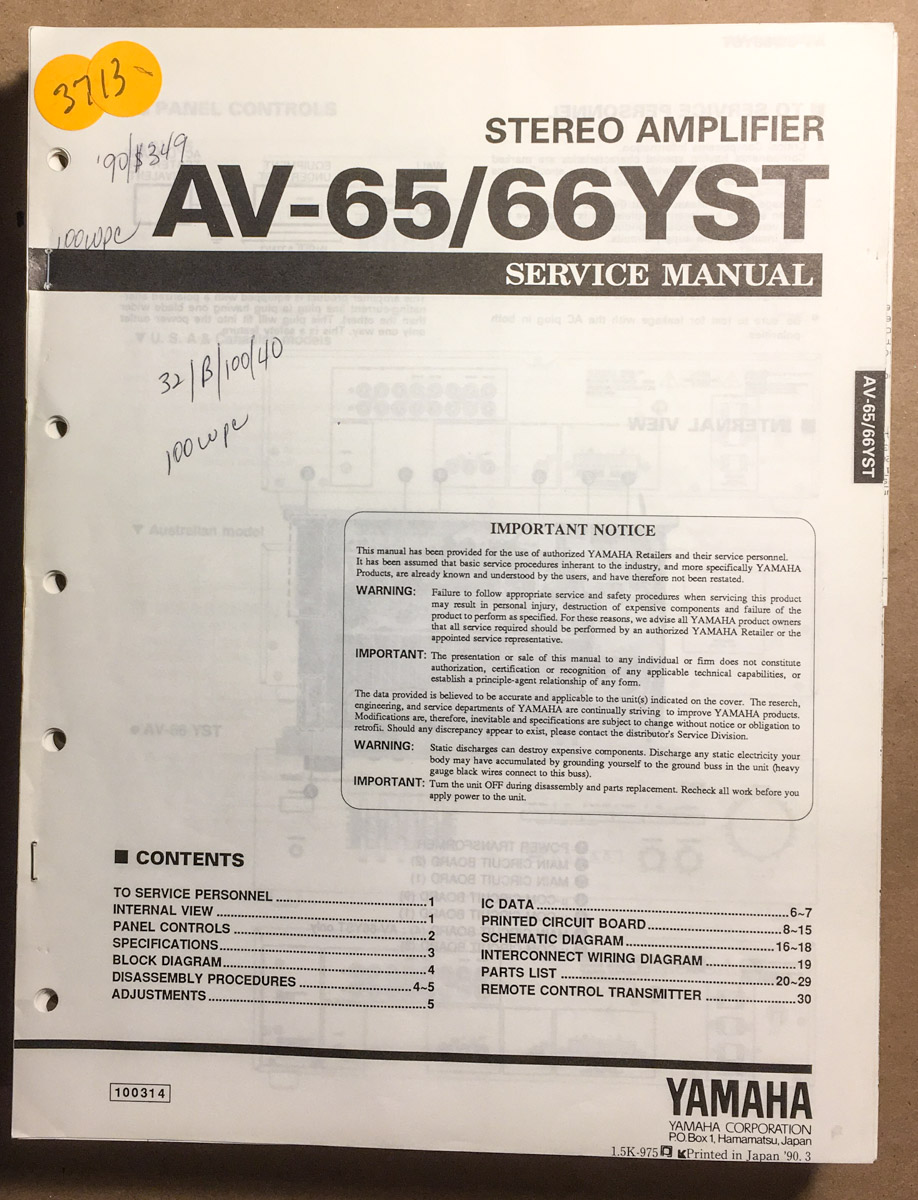 3713
'90/$349
STEREO AMPLIFIER
AV-65/66YST
100wpc
SERVICE MANUAL
32/B/100/40
100wpc
AV-65/66YST
IMPORTANT NOTICE
This manual has been provided for the use of authorized YAMAHA Retailers and their service personnel.
It has been assumed that basic service procedures inherant to the industry, and more specifically YAMAHA
Products, are already known and understood by the users, and have therefore not been restated.
WARNING: Failure to follow appropriate service and safety procedures when servicing this product
may result in personal injury, destruction of expensive components and failure of the
product to perform as specified. For these reasons, we advise all YAMAHA product owners
that all service required should be performed by an authorized YAMAHA Retailer or the
appointed service representative.
IMPORTANT: The presentation or sale of this manual to any individual or firm does not constitute
authorization, certification or recognition of any applicable technical capabilities, or
establish a principle-agent relationship of any form.
The data provided is believed to be accurate and applicable to the unit(s) indicated on the cover. The reserch,
engineering, and service departments of YAMAHA are continually striving to improve YAMAHA products.
Modifications are, therefore, inevitable and specifications are subject to change without notice or obligation to
retrofit. Should any discrepancy appear to exist, please contact the distributor's Service Division.
WARNING: Static discharges can destroy expensive components. Discharge any static electricity your
body may have accumulated by grounding yourself to the ground buss in the unit (heavy
gauge black wires connect to this buss).
IMPORTANT: Turn the unit OFF during disassembly and parts replacement. Recheck all work before you
apply power to the unit.
■ CONTENTS
TO SERVICE PERSONNEL 1
INTERNAL VIEW 1
PANEL CONTROLS 2
SPECIFICATIONS 3
BLOCK DIAGRAM 4
DISASSEMBLY PROCEDURES 4~5
ADJUSTMENTS 5
IC DATA 6~7
PRINTED CIRCUIT BOARD 8~15
SCHEMATIC DIAGRAM 16~18
INTERCONNECT WIRING DIAGRAM 19
PARTS LIST 20~29
REMOTE CONTROL TRANSMITTER 30
100314
YAMAHA
YAMAHA CORPORATION
P.O.Box 1, Hamamatsu, Japan
1.5K-975 Printed in Japan '90. 3